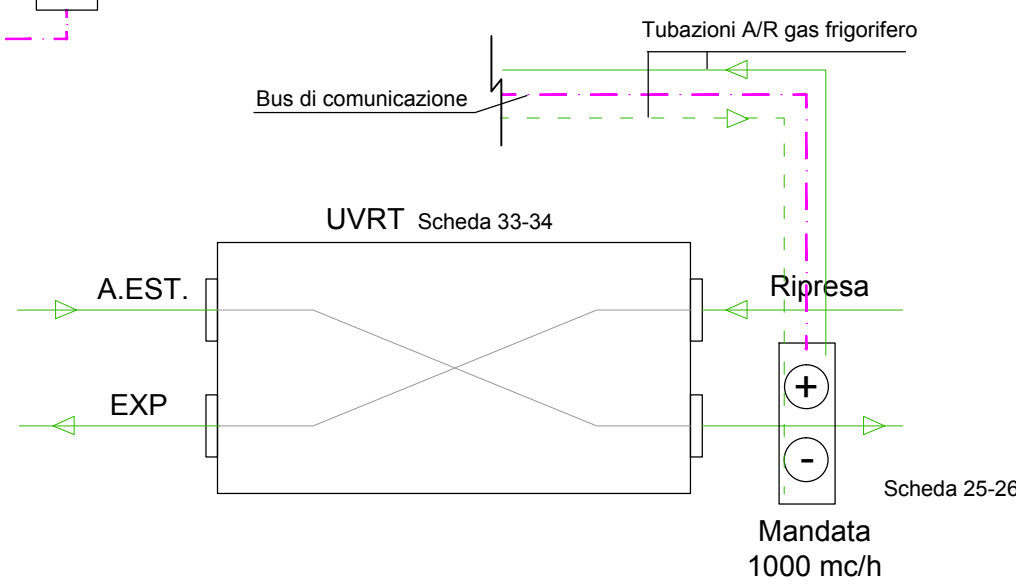 Tubazioni A/R gas frigorifero
Bus di comunicazione
UVRT Scheda 33-34
A.EST.
Ripresa
+
EXP
-
Scheda 25-26
Mandata
1000 mc/h